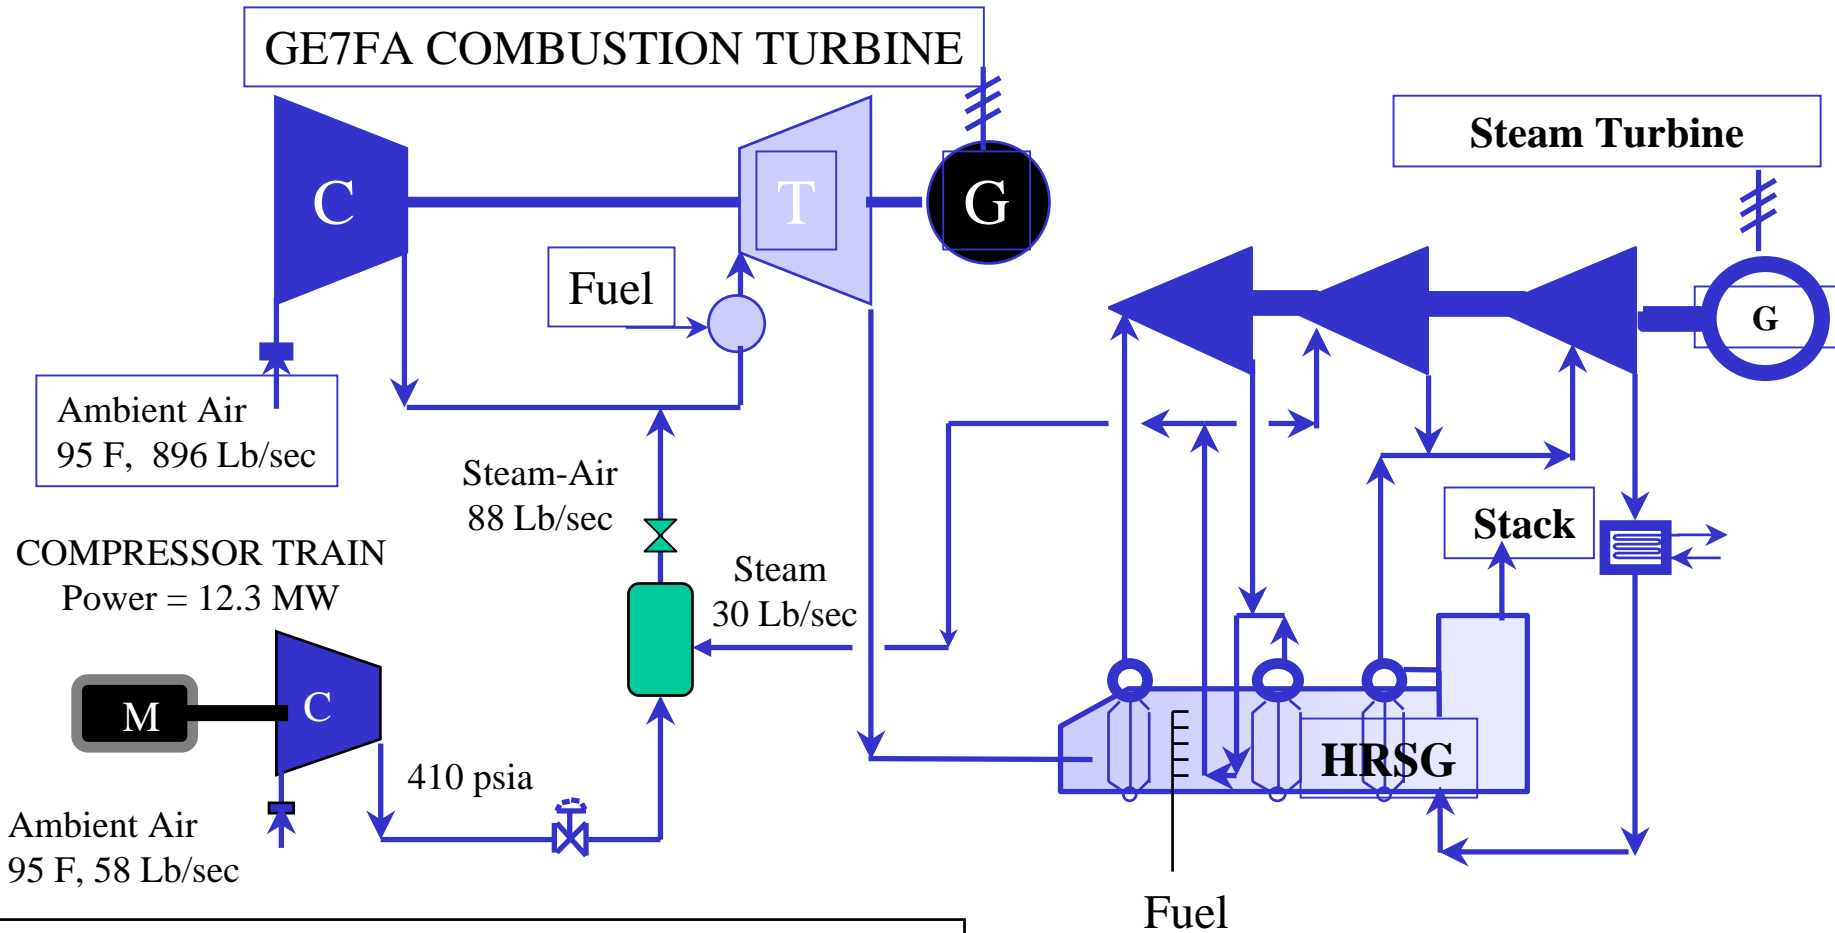 GE7FA COMBUSTION TURBINE
Steam Turbine
C
T
G
Fuel
G
Ambient Air
95 F, 896 Lb/sec
Steam-Air
88 Lb/sec
Stack
COMPRESSOR TRAIN
Power = 12.3 MW
Steam
30 Lb/sec
M
C
HRSG
410 psia
Ambient Air
95 F, 58 Lb/sec
Fuel